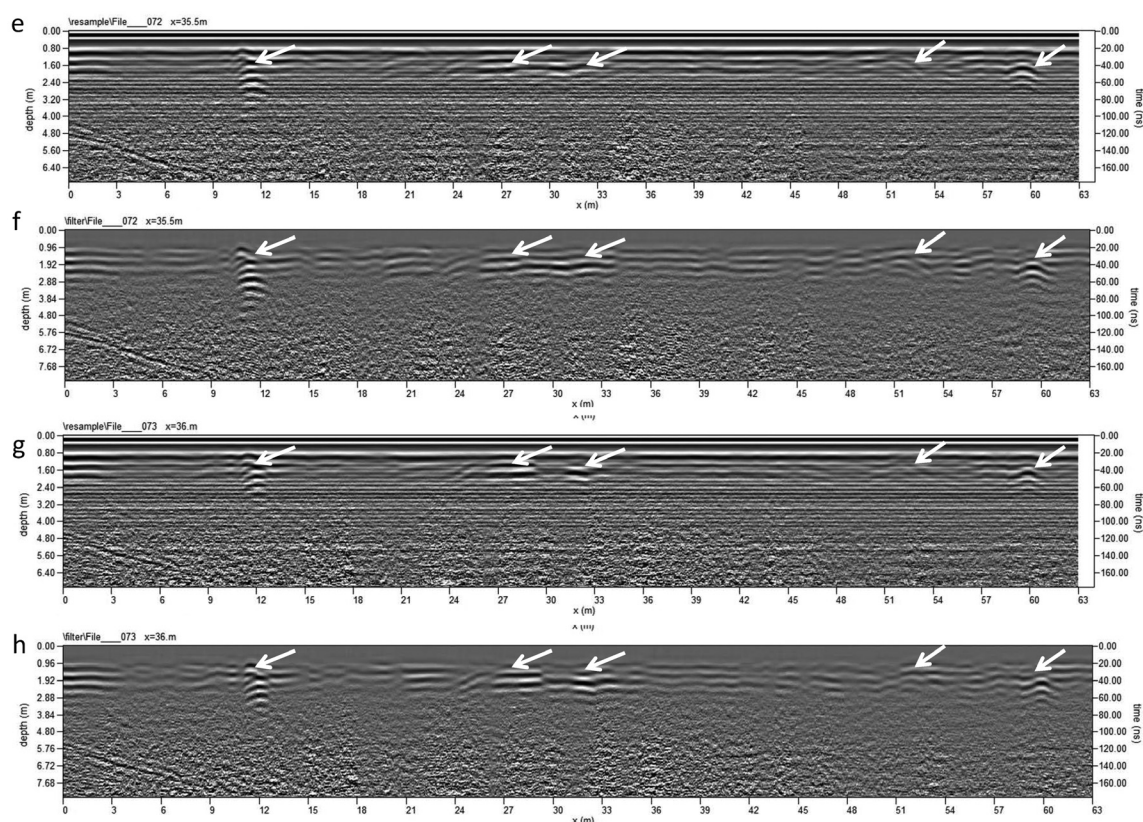 e
\resample\File____072 x=35.5m
0.00 0.80 1.60 2.40 3.20 4.00 4.80 5.60 6.40
depth (m)
0.00 20.00 40.00 60.00 80.00 100.00 120.00 140.00 160.00
time (ns)
0 3 6 9 12 15 18 21 24 27 30 33 36 39 42 45 48 51 54 57 60 63
x (m)
f
\filter\File____072 x=35.5m
0.00 0.96 1.92 2.88 3.84 4.80 5.76 6.72 7.68
depth (m)
0.00 20.00 40.00 60.00 80.00 100.00 120.00 140.00 160.00
time (ns)
0 3 6 9 12 15 18 21 24 27 30 33 36 39 42 45 48 51 54 57 60 63
x (m)
x (m)
g
\resample\File____073 x=36.m
0.00 0.80 1.60 2.40 3.20 4.00 4.80 5.60 6.40
depth (m)
0.00 20.00 40.00 60.00 80.00 100.00 120.00 140.00 160.00
time (ns)
0 3 6 9 12 15 18 21 24 27 30 33 36 39 42 45 48 51 54 57 60 63
x (m)
x (m)
h
\filter\File____073 x=36.m
0.00 0.96 1.92 2.88 3.84 4.80 5.76 6.72 7.68
depth (m)
0.00 20.00 40.00 60.00 80.00 100.00 120.00 140.00 160.00
time (ns)
0 3 6 9 12 15 18 21 24 27 30 33 36 39 42 45 48 51 54 57 60 63
x (m)